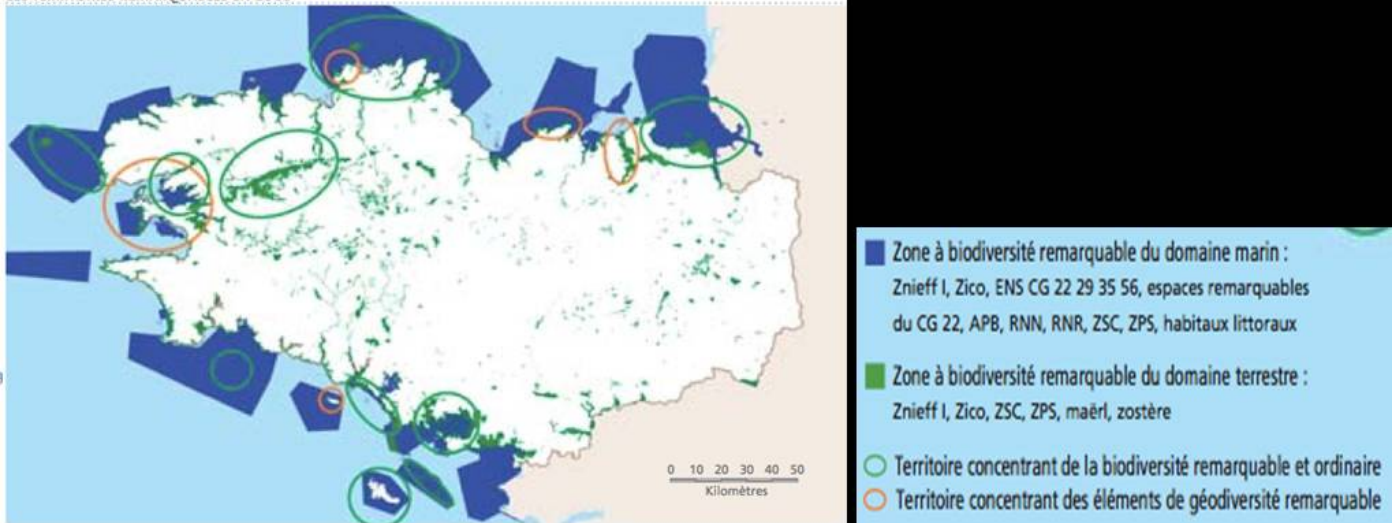 0 10 20 30 40 50
Kilomètres
Zone à biodiversité remarquable du domaine marin :
Znieff I, Zico, ENS CG 22 29 35 56, espaces remarquables
du CG 22, APB, RNN, RNR, ZSC, ZPS, habitaux littoraux
Zone à biodiversité remarquable du domaine terrestre :
Znieff I, Zico, ZSC, ZPS, maërl, zostère
Territoire concentrant de la biodiversité remarquable et ordinaire
Territoire concentrant des éléments de géodiversité remarquable